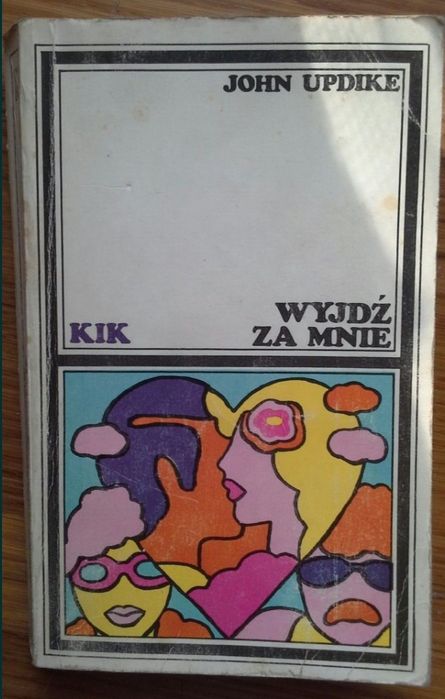 JOHN UPDIKE
WYJDŹ
ZA MNIE
KIK